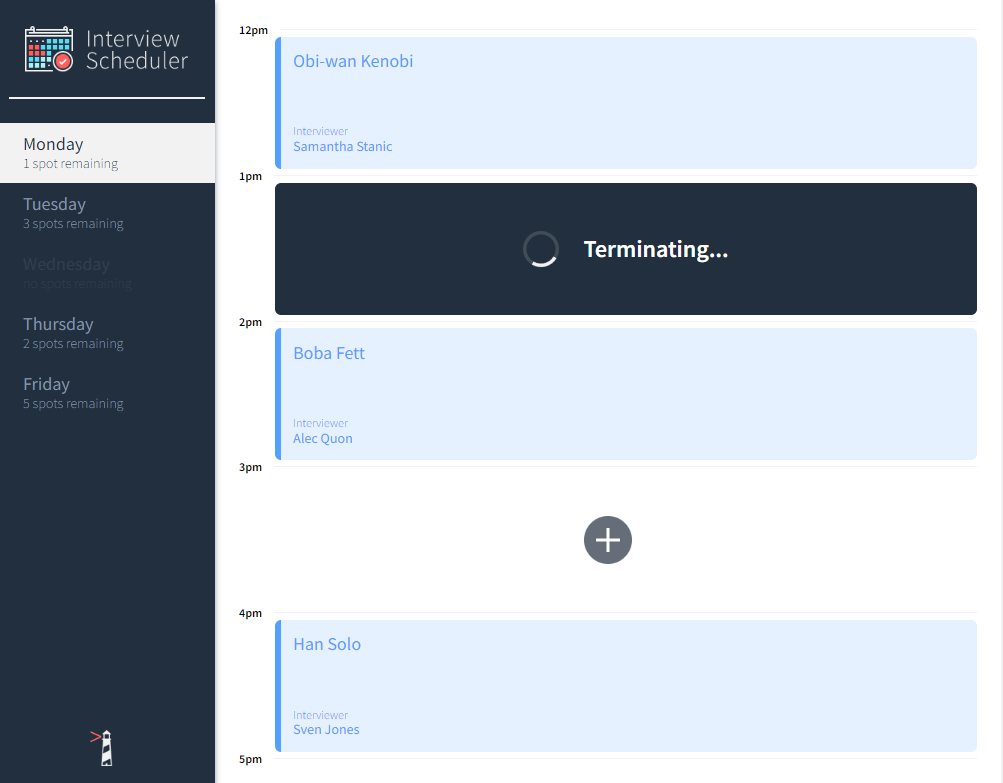 Interview
Scheduler
Monday
1 spot remaining
Tuesday
3 spots remaining
Wednesday
no spots remaining
Thursday
2 spots remaining
Friday
5 spots remaining
12pm
Obi-wan Kenobi
Interviewer
Samantha Stanic
1pm
Terminating...
2pm
Boba Fett
Interviewer
Alec Quon
3pm
4pm
Han Solo
Interviewer
Sven Jones
5pm